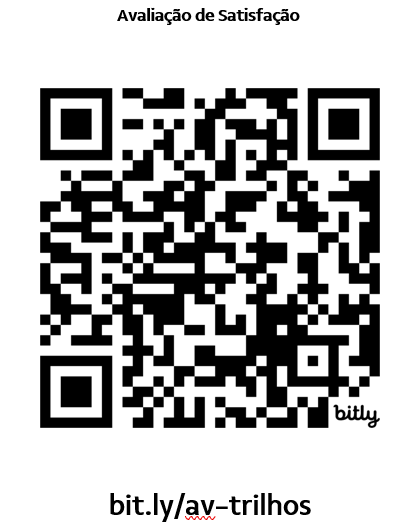 Avaliação de Satisfação
bitly
bit.ly/av-trilhos